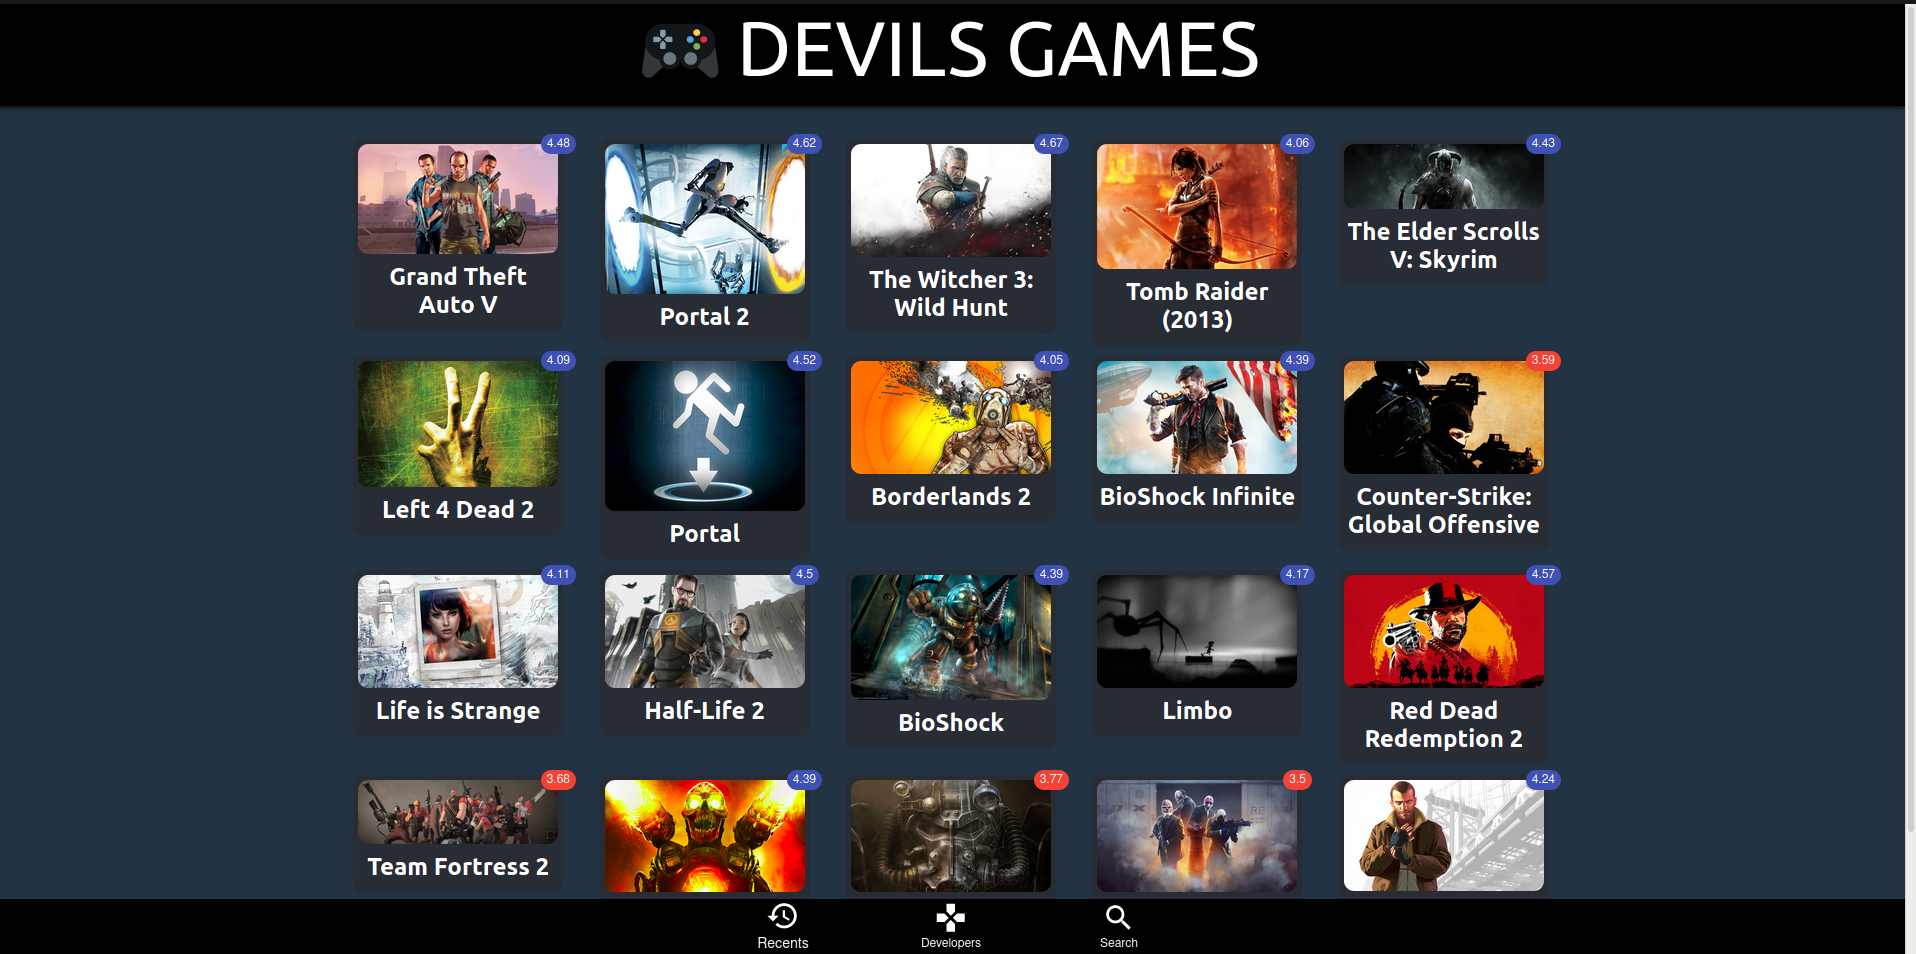 DEVILS GAMES
4.48
4.62
4.67
4.06
4.43
Grand Theft
Auto V
Portal 2
The Witcher 3:
Wild Hunt
Tomb Raider
(2013)
The Elder Scrolls
V: Skyrim
4.09
4.52
4.05
4.39
3.59
Left 4 Dead 2
Portal
Borderlands 2
BioShock Infinite
Counter-Strike:
Global Offensive
4.11
4.5
4.39
4.17
4.57
Life is Strange
Half-Life 2
BioShock
Limbo
Red Dead
Redemption 2
3.68
4.39
3.77
3.5
4.24
Team Fortress 2
Recents
Developers
Search